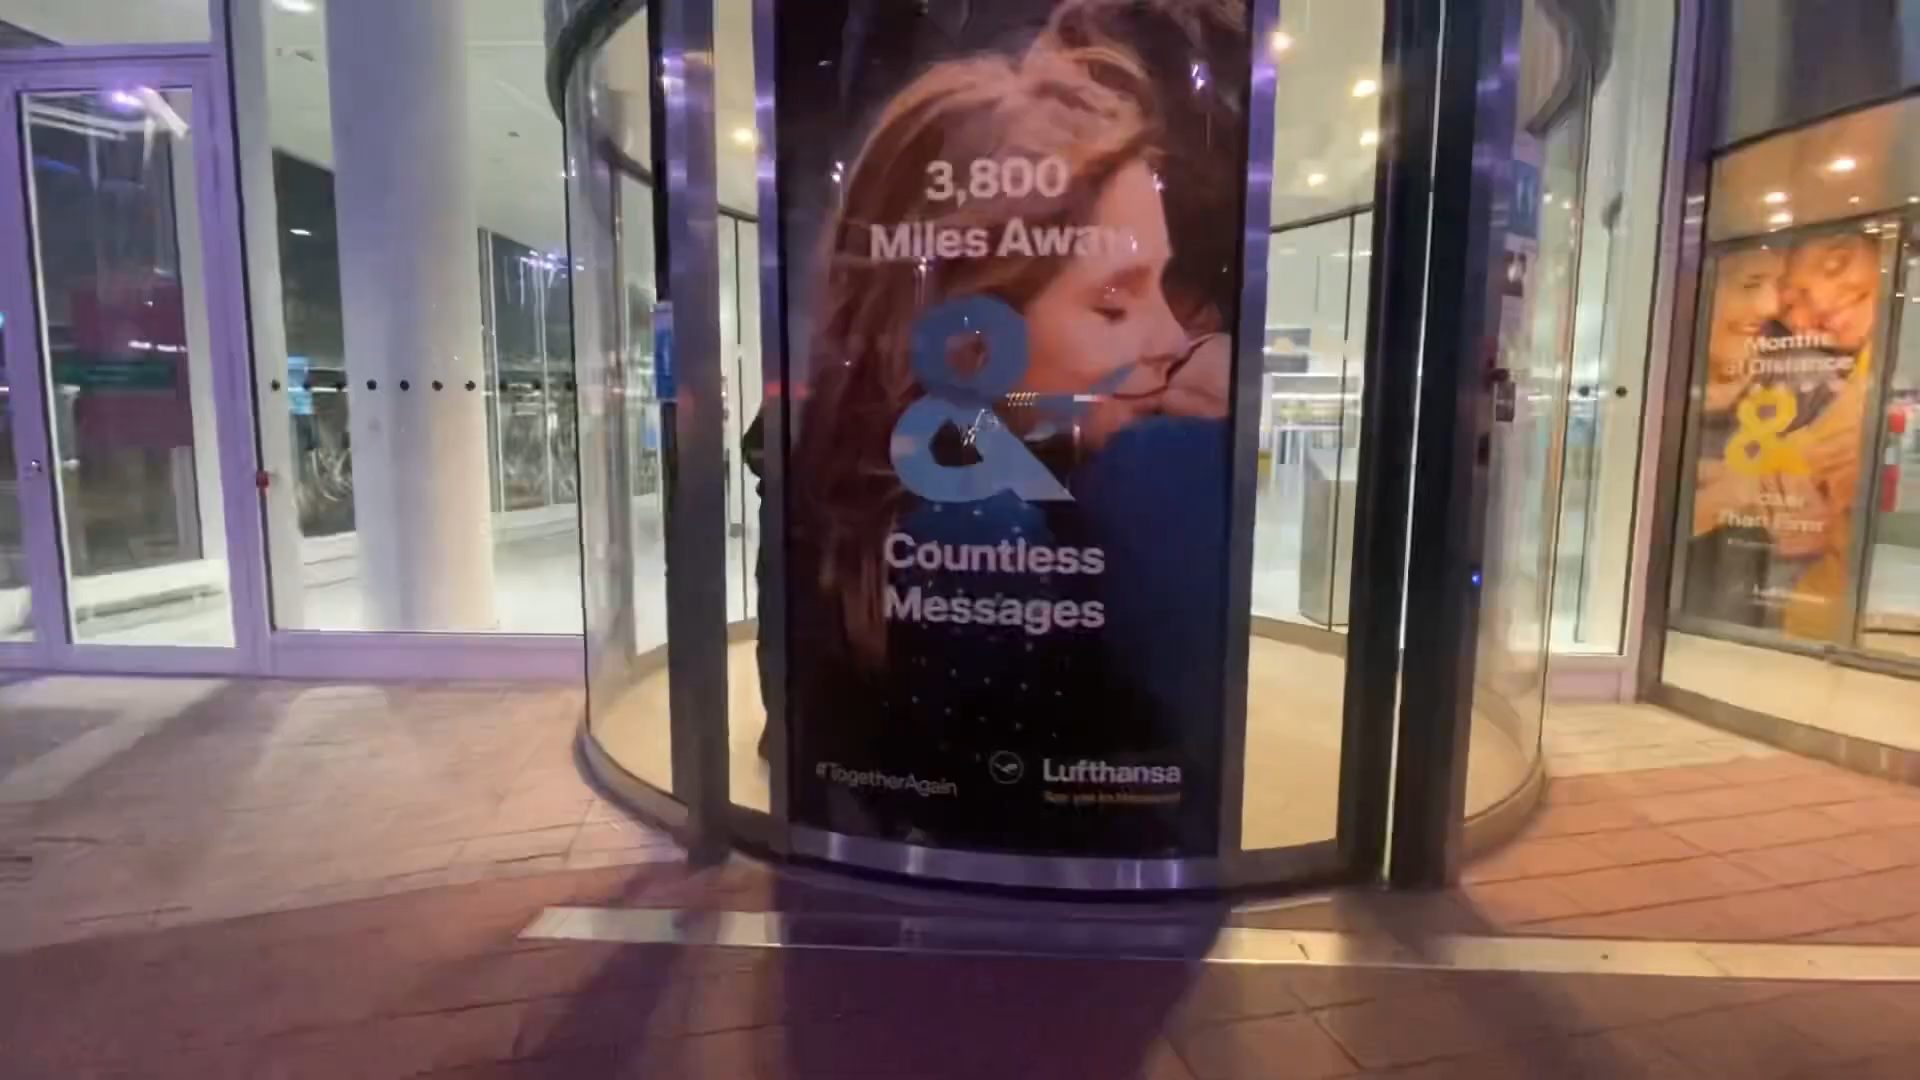 3,800
Miles Away
&
Countless
Messages
#TogetherAgain
Lufthansa
Months
of Distance
&
Than Ever